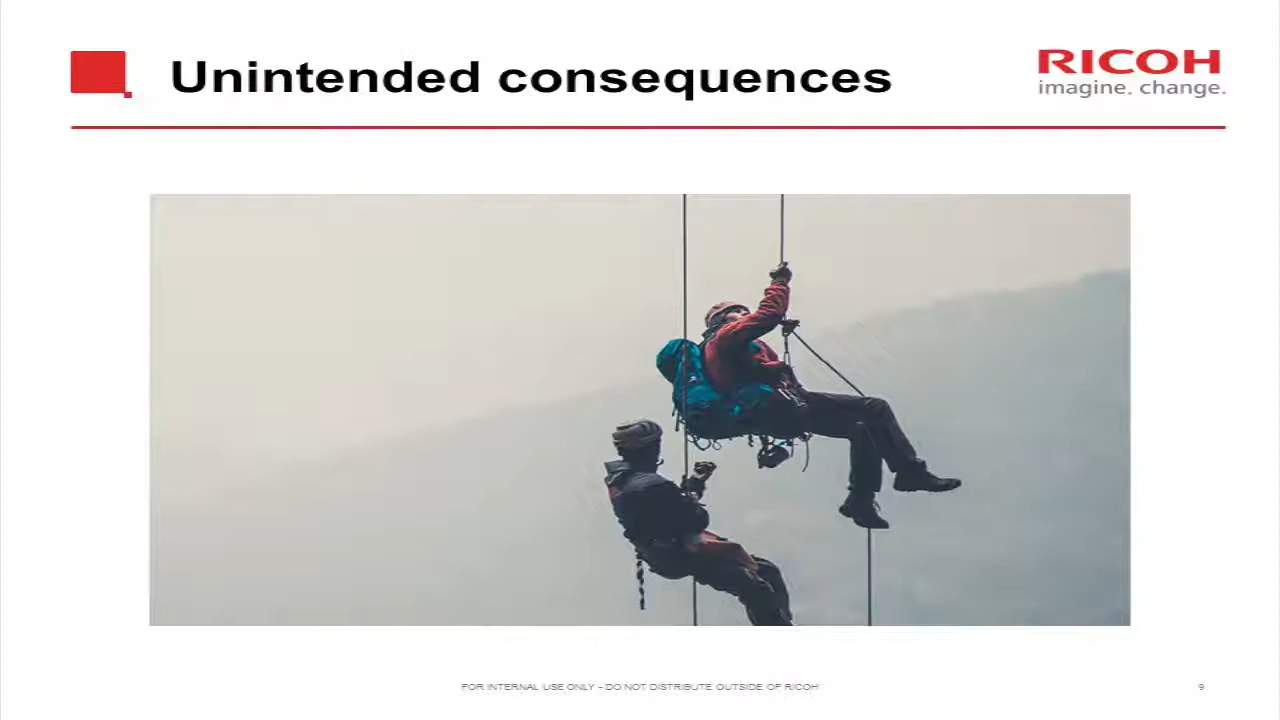 Unintended consequences
RICOH
imagine. change.
FOR INTERNAL USE ONLY - DO NOT DISTRIBUTE OUTSIDE OF RICOH
9